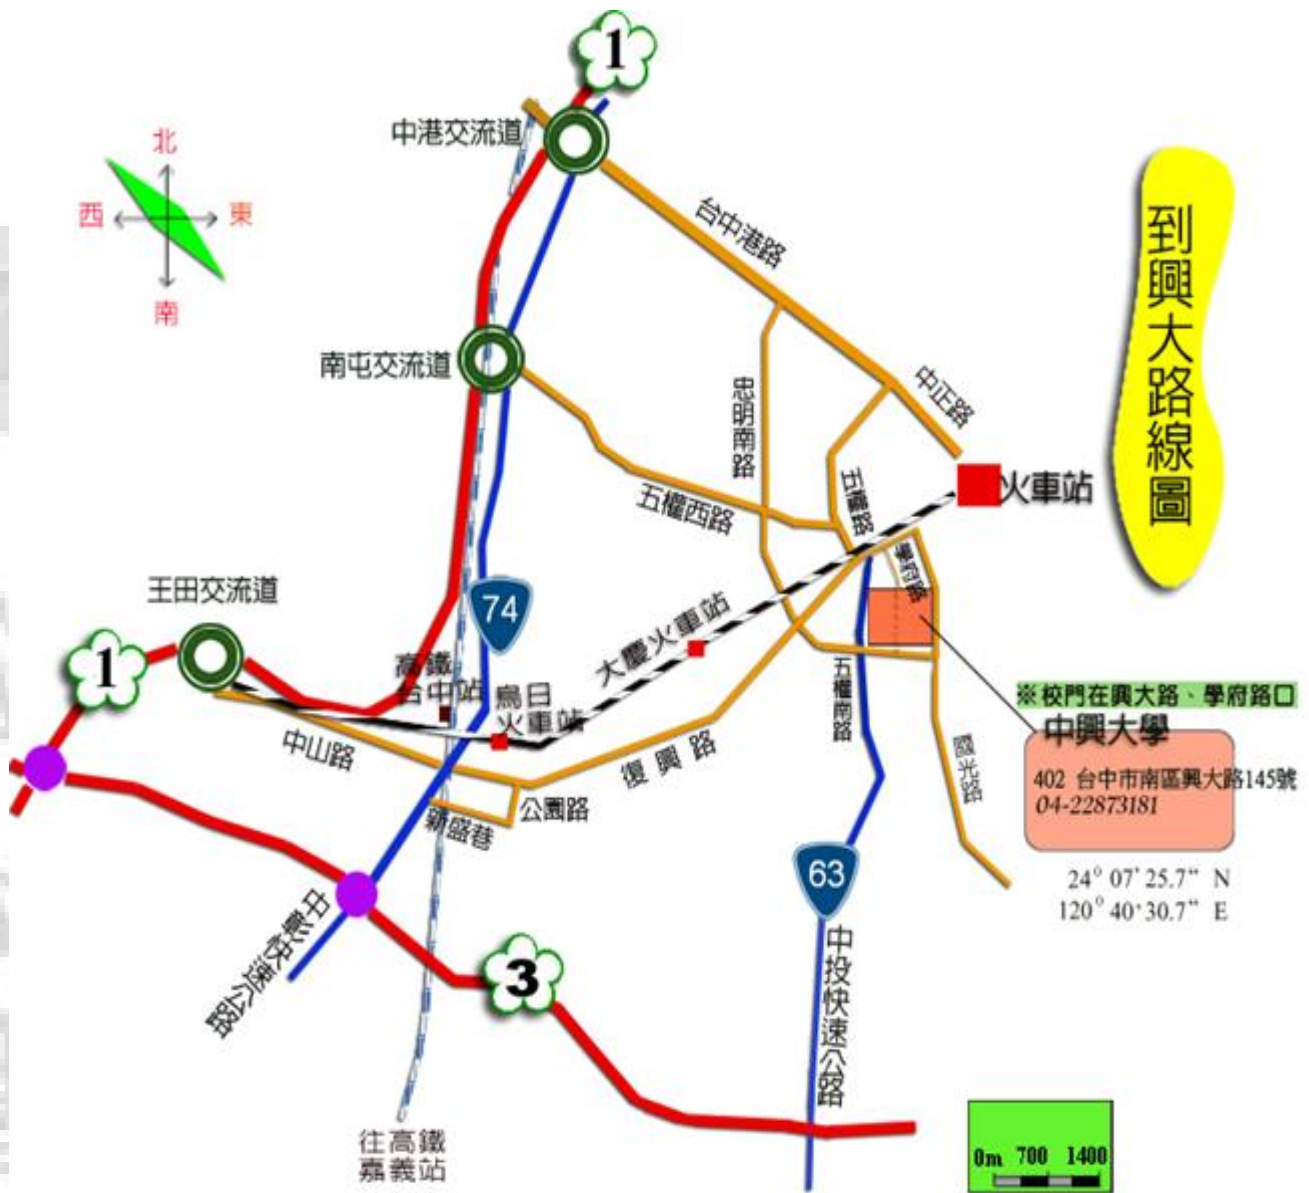 1
中港交流道
北
西
東
南
台中港路
到興大路線圖
南屯交流道
忠明南路
中正路
五權西路
五權路
火車站
學府路
王田交流道
74
大慶火車站
1
高鐵
台中站
烏日
火車站
五權南路
※校門在興大路、學府路口
中興大學
402 台中市南區興大路145號
04-22873181
中山路
復興路
國光路
公園路
新盛巷
63
24° 07' 25.7" N
120° 40' 30.7" E
中彰快速公路
3
中投快速公路
往高鐵
嘉義站
0m 700 1400